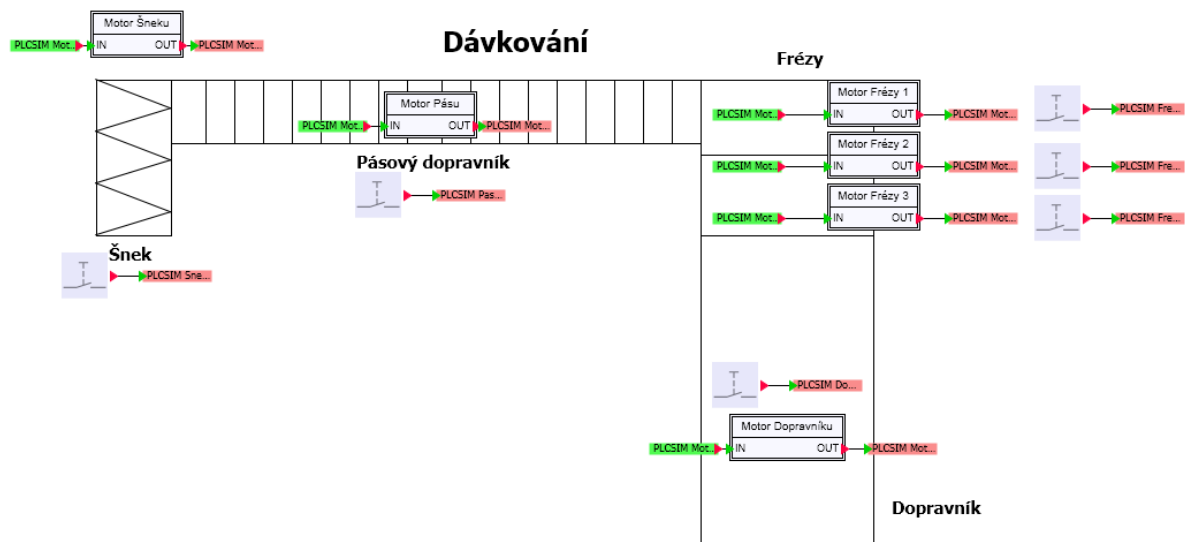 Motor Šneku
PLCSIM Mot... IN OUT PLCSIM Mot...
Dávkování
Frézy
Motor Pásu
PLCSIM Mot... IN OUT PLCSIM Mot...
Motor Frézy 1
PLCSIM Mot... IN OUT PLCSIM Mot... PLCSIM Fre...
Motor Frézy 2
PLCSIM Mot... IN OUT PLCSIM Mot... PLCSIM Fre...
Motor Frézy 3
PLCSIM Mot... IN OUT PLCSIM Mot... PLCSIM Fre...
Pásový dopravník
PLCSIM Pas...
Šnek
PLCSIM Sne...
PLCSIM Do...
Motor Dopravníku
PLCSIM Mot... IN OUT PLCSIM Mot...
Dopravník